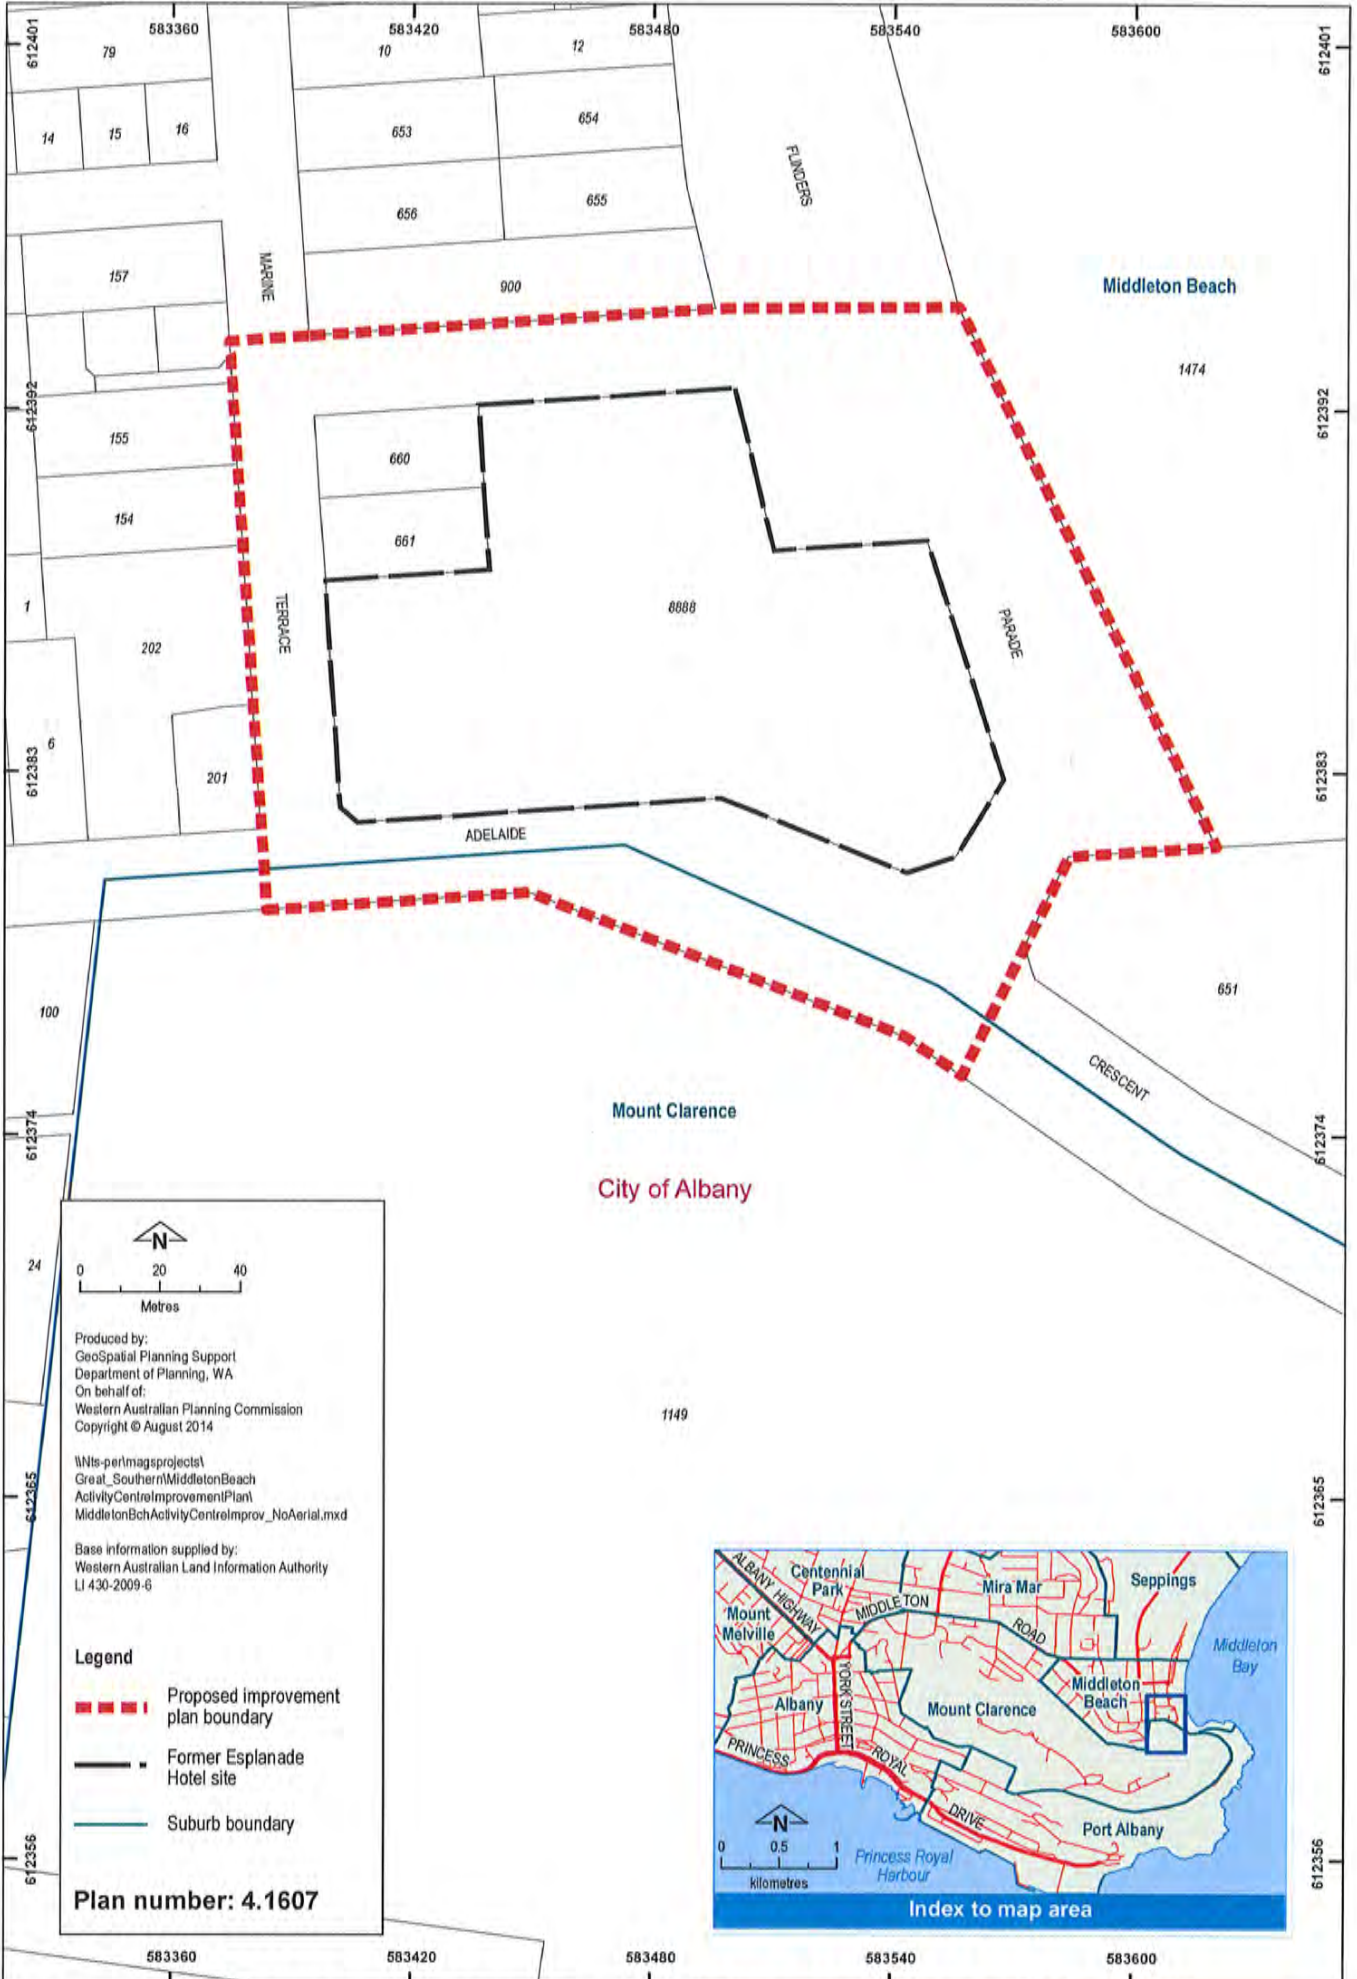 583360
583420
583480
583540
583600
612401
612401
79
10
12
14
15
16
653
654
FLINDERS
656
655
157
MARINE
900
Middleton Beach
1474
612392
612392
155
660
154
661
1
TERRACE
8888
PARADE
202
6
201
612383
612383
ADELAIDE
100
651
CRESCENT
612374
612374
Mount Clarence
City of Albany
24
N
0 20 40
Metres
Produced by:
GeoSpatial Planning Support
Department of Planning, WA
On behalf of:
Western Australian Planning Commission
Copyright © August 2014
\\Nts-per\magsprojects\
Great_Southern\MiddletonBeach
ActivityCentreImprovementPlan\
MiddletonBchActivityCentreImprov_NoAerial.mxd
Base information supplied by:
Western Australian Land Information Authority
LI 430-2009-6
1149
612365
612365
Legend
Proposed improvement
plan boundary
Former Esplanade
Hotel site
Suburb boundary
Plan number: 4.1607
ALBANY HIGHWAY
Centennial
Park
Mira Mar
Seppings
Mount
Melville
MIDDLETON
ROAD
Middleton
Bay
Middleton
Beach
Albany
YORK STREET
Mount Clarence
PRINCESS
ROYAL
DRIVE
Port Albany
N
0 0.5 1
kilometres
Princess Royal
Harbour
Index to map area
612356
612356
583360
583420
583480
583540
583600